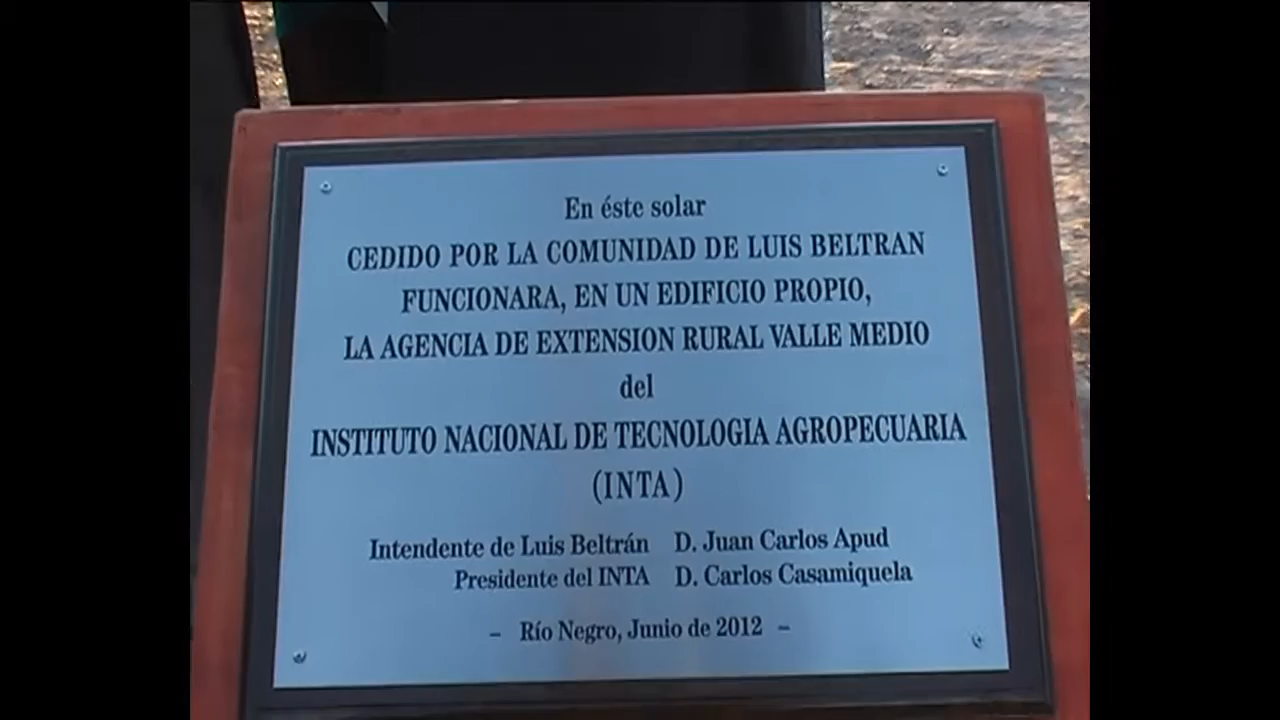 En éste solar
CEDIDO POR LA COMUNIDAD DE LUIS BELTRAN
FUNCIONARA, EN UN EDIFICIO PROPIO,
LA AGENCIA DE EXTENSION RURAL VALLE MEDIO
del
INSTITUTO NACIONAL DE TECNOLOGIA AGROPECUARIA
(INTA)
Intendente de Luis Beltrán D. Juan Carlos Apud
Presidente del INTA D. Carlos Casamiquela
– Río Negro, Junio de 2012 –